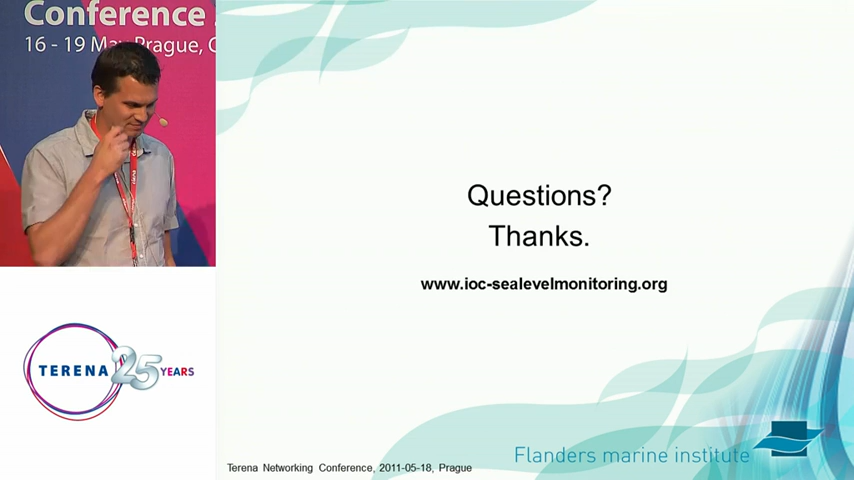 Conference
16 - 19 May Prague, C
TERENA 25 YEARS
Questions?
Thanks.
www.ioc-sealevelmonitoring.org
Flanders marine institute
Terena Networking Conference, 2011-05-18, Prague